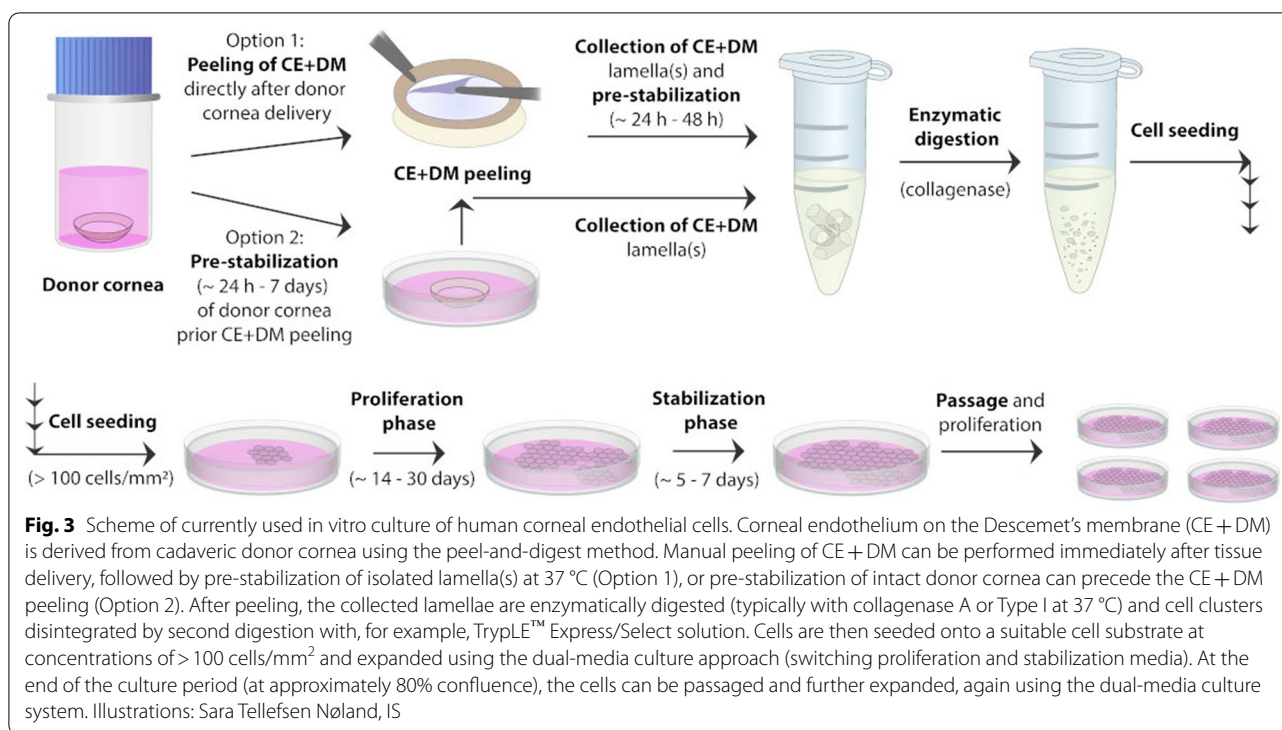 Option 1:
Peeling of CE+DM
directly after donor
cornea delivery
Collection of CE+DM
lamella(s) and
pre-stabilization
(~ 24 h - 48 h)
Enzymatic
digestion
(collagenase)
Cell seeding
CE+DM peeling
Collection of CE+DM
lamella(s)
Donor cornea
Option 2:
Pre-stabilization
(~ 24 h - 7 days)
of donor cornea
prior CE+DM peeling
Cell seeding
(> 100 cells/mm²)
Proliferation
phase
(~ 14 - 30 days)
Stabilization
phase
(~ 5 - 7 days)
Passage and
proliferation
Fig. 3 Scheme of currently used in vitro culture of human corneal endothelial cells. Corneal endothelium on the Descemet's membrane (CE + DM)
is derived from cadaveric donor cornea using the peel-and-digest method. Manual peeling of CE + DM can be performed immediately after tissue
delivery, followed by pre-stabilization of isolated lamella(s) at 37 °C (Option 1), or pre-stabilization of intact donor cornea can precede the CE + DM
peeling (Option 2). After peeling, the collected lamellae are enzymatically digested (typically with collagenase A or Type I at 37 °C) and cell clusters
disintegrated by second digestion with, for example, TrypLE™ Express/Select solution. Cells are then seeded onto a suitable cell substrate at
concentrations of > 100 cells/mm² and expanded using the dual-media culture approach (switching proliferation and stabilization media). At the
end of the culture period (at approximately 80% confluence), the cells can be passaged and further expanded, again using the dual-media culture
system. Illustrations: Sara Tellefsen Nøland, IS